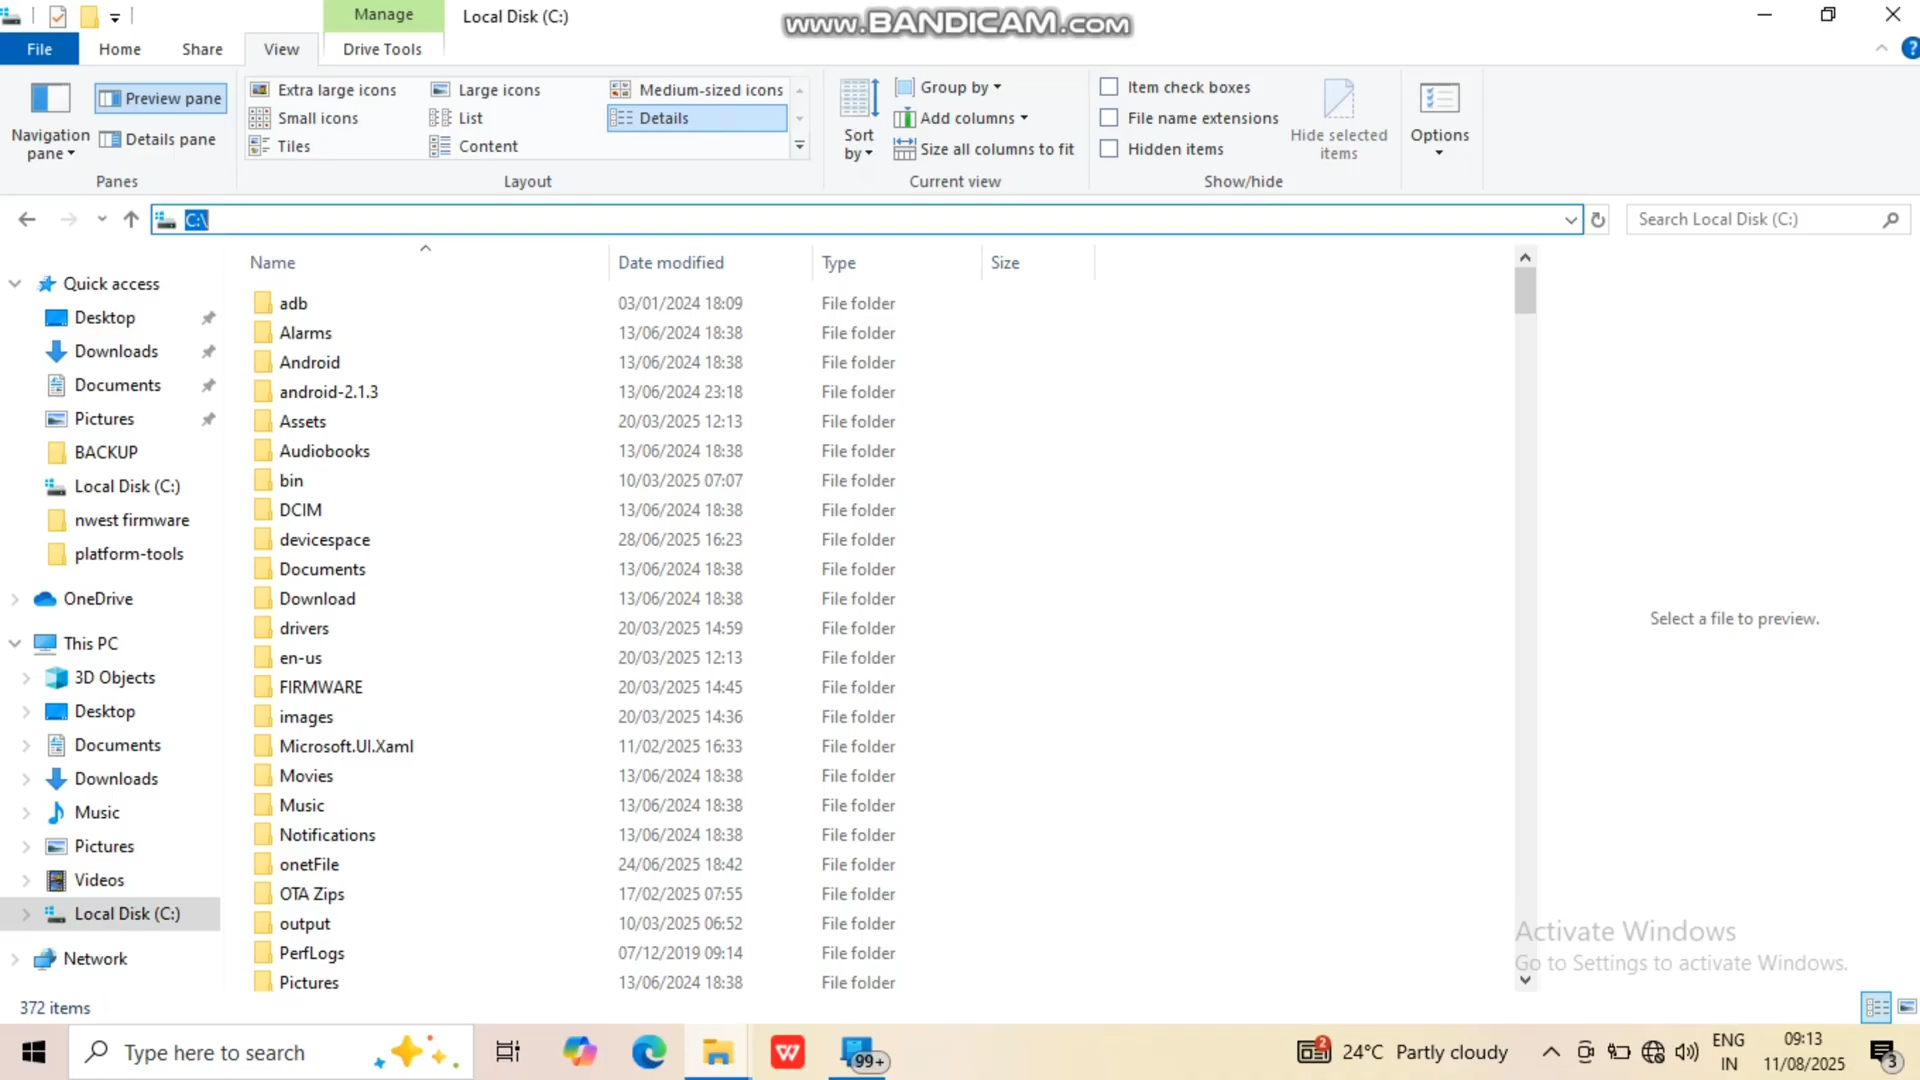 Manage
Local Disk (C:)
www.BANDICAM.com
File
Home
Share
View
Drive Tools
?
Navigation pane
Preview pane
Details pane
Panes
Extra large icons
Large icons
Medium-sized icons
Small icons
List
Details
Tiles
Content
Layout
Sort by
Group by
Add columns
Size all columns to fit
Current view
Item check boxes
File name extensions
Hidden items
Hide selected items
Show/hide
Options
C:\
Search Local Disk (C:)
Name
Date modified
Type
Size
Quick access
Desktop
Downloads
Documents
Pictures
BACKUP
Local Disk (C:)
nwest firmware
platform-tools
OneDrive
This PC
3D Objects
Desktop
Documents
Downloads
Music
Pictures
Videos
Local Disk (C:)
Network
adb 03/01/2024 18:09 File folder
Alarms 13/06/2024 18:38 File folder
Android 13/06/2024 18:38 File folder
android-2.1.3 13/06/2024 23:18 File folder
Assets 20/03/2025 12:13 File folder
Audiobooks 13/06/2024 18:38 File folder
bin 10/03/2025 07:07 File folder
DCIM 13/06/2024 18:38 File folder
devicespace 28/06/2025 16:23 File folder
Documents 13/06/2024 18:38 File folder
Download 13/06/2024 18:38 File folder
drivers 20/03/2025 14:59 File folder
en-us 20/03/2025 12:13 File folder
FIRMWARE 20/03/2025 14:45 File folder
images 20/03/2025 14:36 File folder
Microsoft.UI.Xaml 11/02/2025 16:33 File folder
Movies 13/06/2024 18:38 File folder
Music 13/06/2024 18:38 File folder
Notifications 13/06/2024 18:38 File folder
onetFile 24/06/2025 18:42 File folder
OTA Zips 17/02/2025 07:55 File folder
output 10/03/2025 06:52 File folder
PerfLogs 07/12/2019 09:14 File folder
Pictures 13/06/2024 18:38 File folder
Select a file to preview.
Activate Windows
Go to Settings to activate Windows.
372 items
Type here to search
W
99+
2
24°C Partly cloudy
ENG
IN
09:13
11/08/2025
3